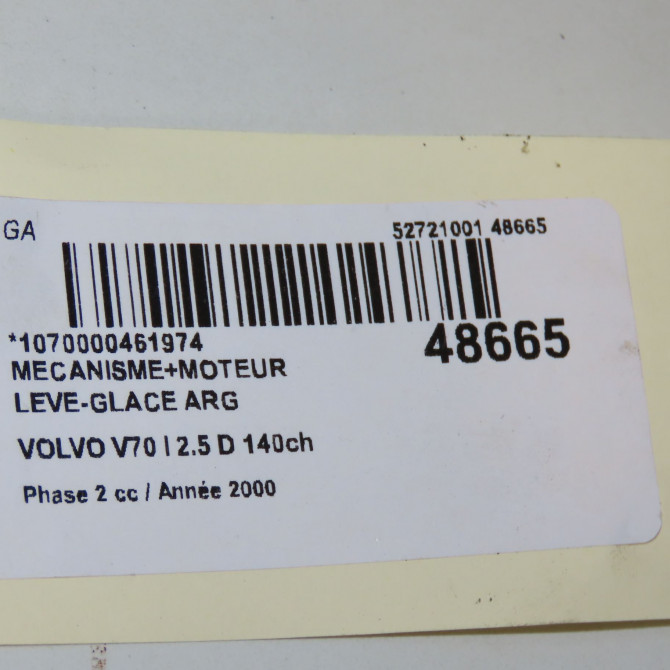 GA 52721001 48665
*1070000461974 48665
MECANISME+MOTEUR
LEVE-GLACE ARG
VOLVO V70 I 2.5 D 140ch
Phase 2 cc / Année 2000